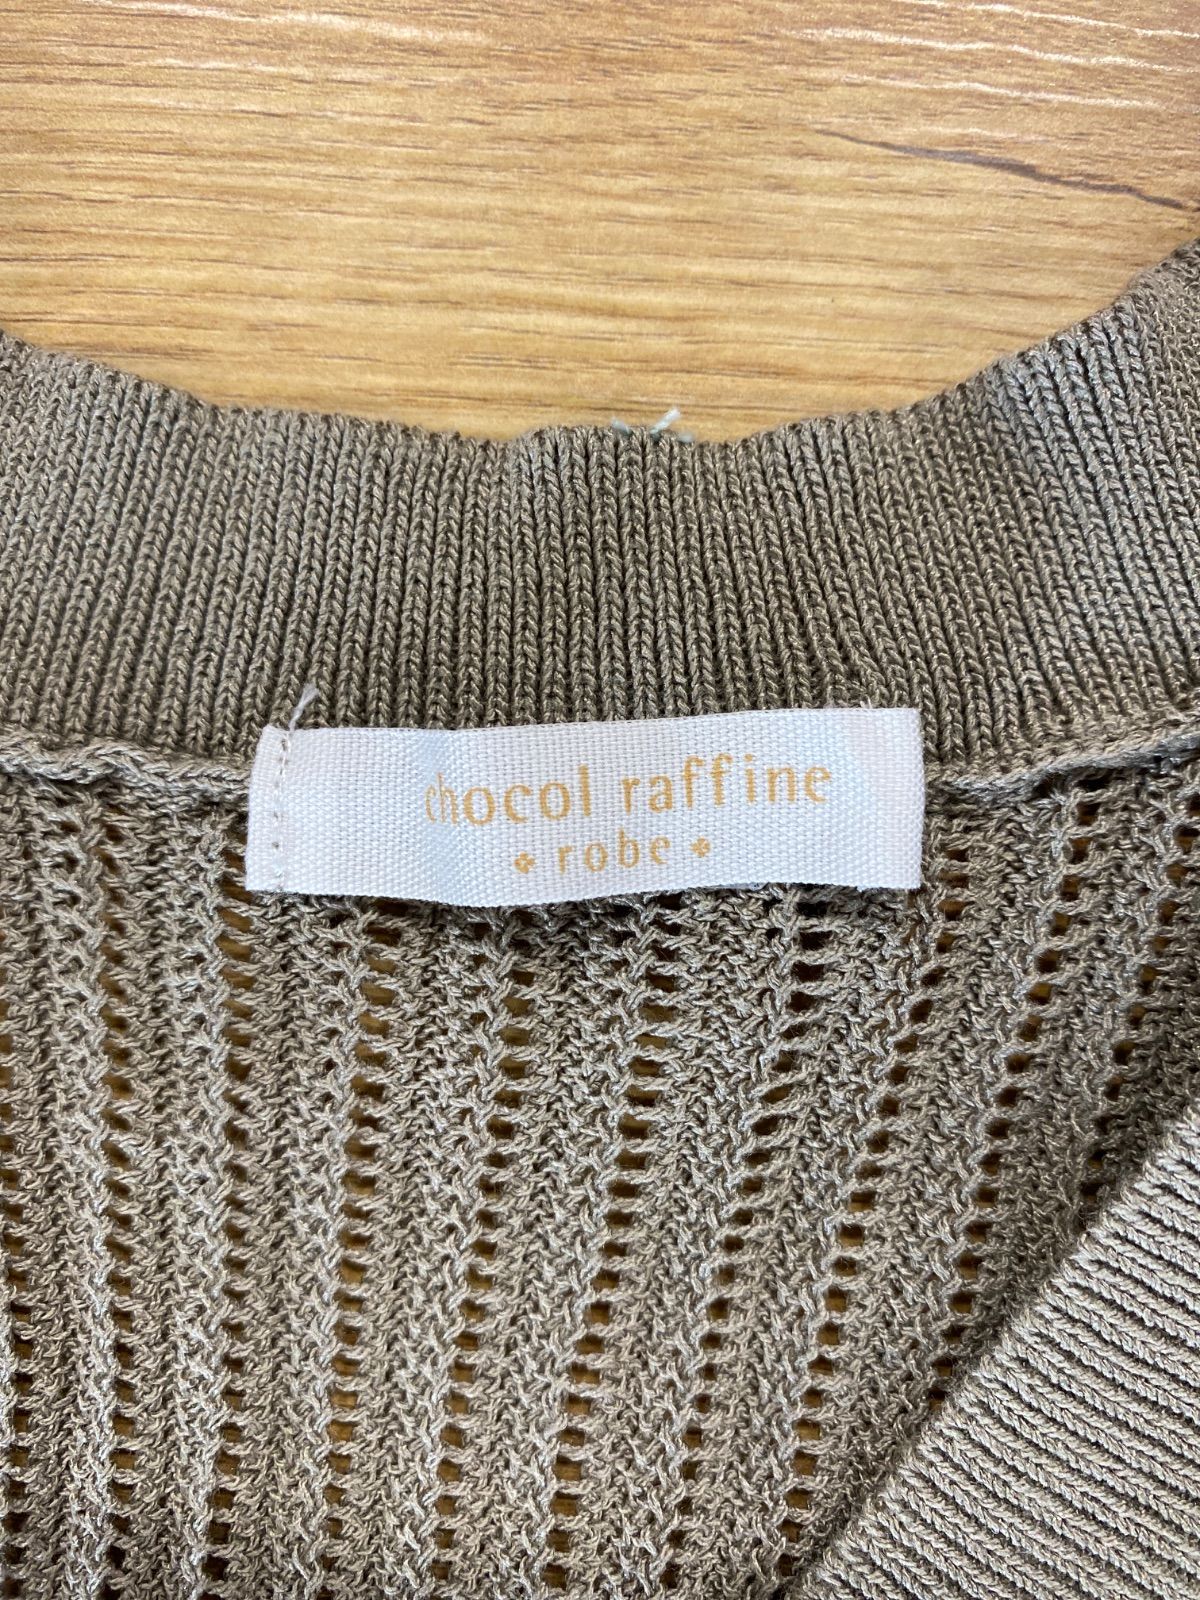 chocol raffine
robe